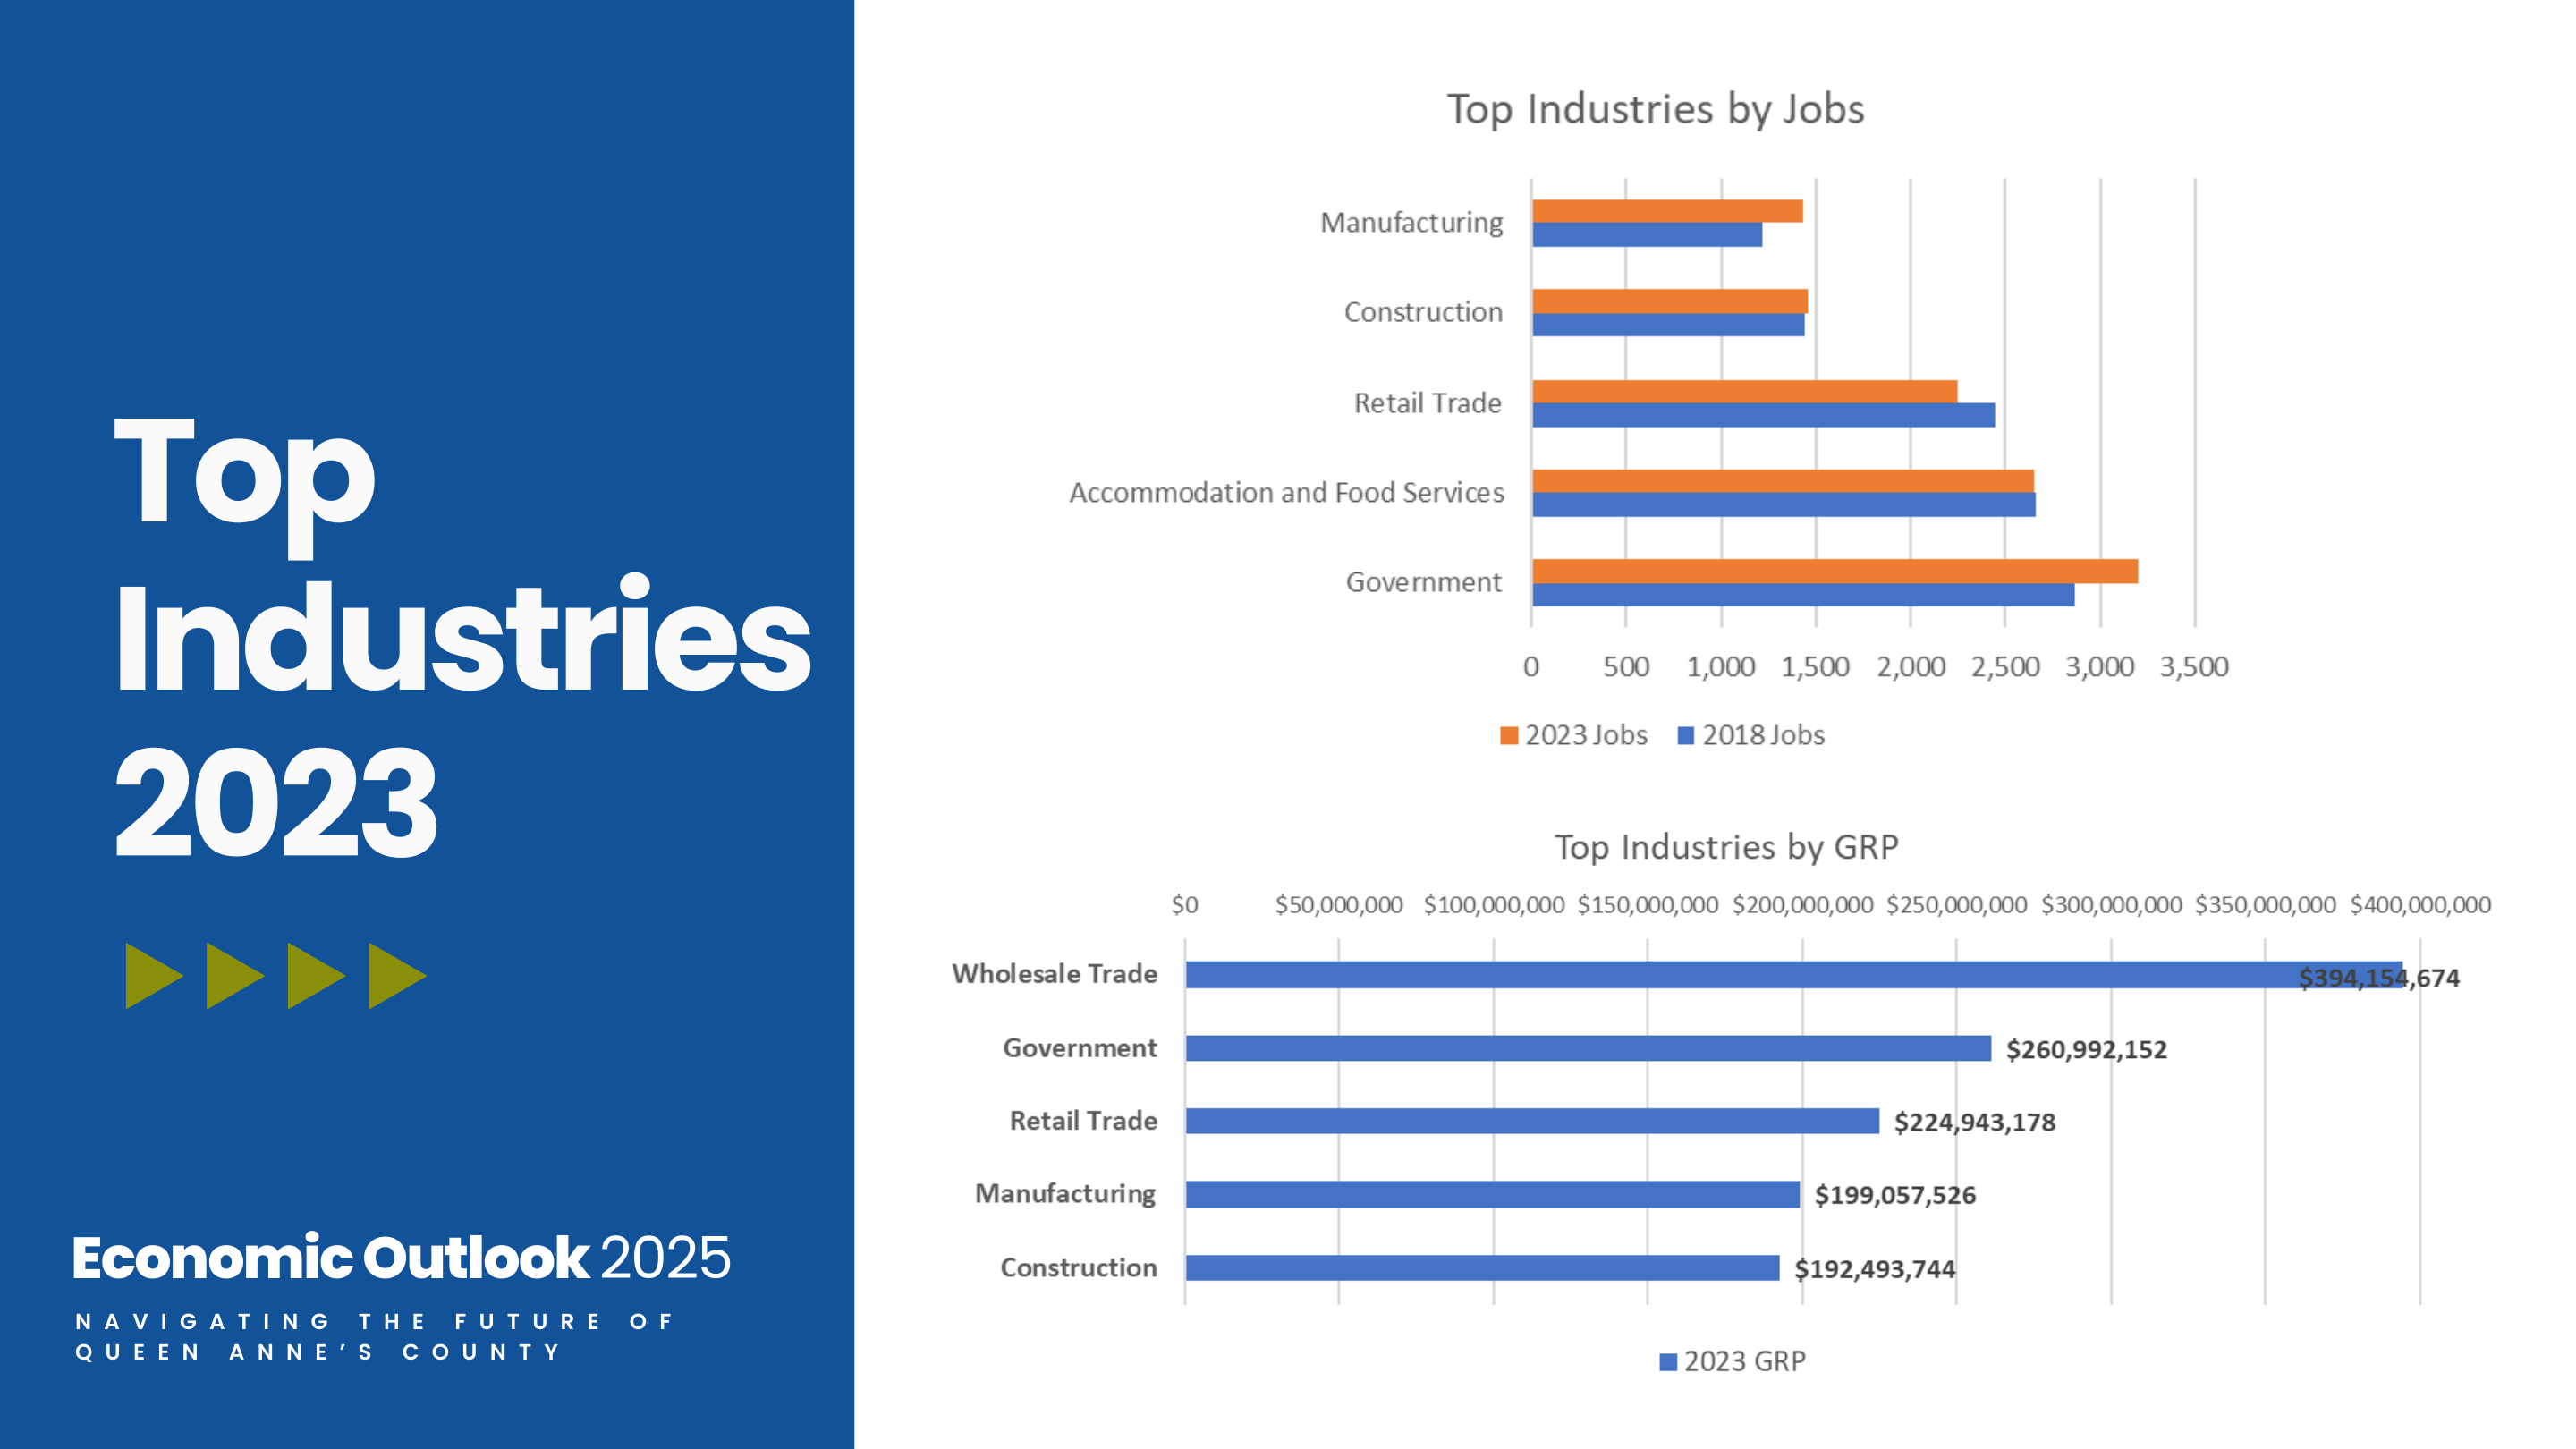 Top
Industries
2023
Economic Outlook 2025
NAVIGATING THE FUTURE OF
QUEEN ANNE’S COUNTY
Top Industries by Jobs
Manufacturing
Construction
Retail Trade
Accommodation and Food Services
Government
0 500 1,000 1,500 2,000 2,500 3,000 3,500
2023 Jobs 2018 Jobs
Top Industries by GRP
$0 $50,000,000 $100,000,000 $150,000,000 $200,000,000 $250,000,000 $300,000,000 $350,000,000 $400,000,000
Wholesale Trade $394,154,674
Government $260,992,152
Retail Trade $224,943,178
Manufacturing $199,057,526
Construction $192,493,744
2023 GRP